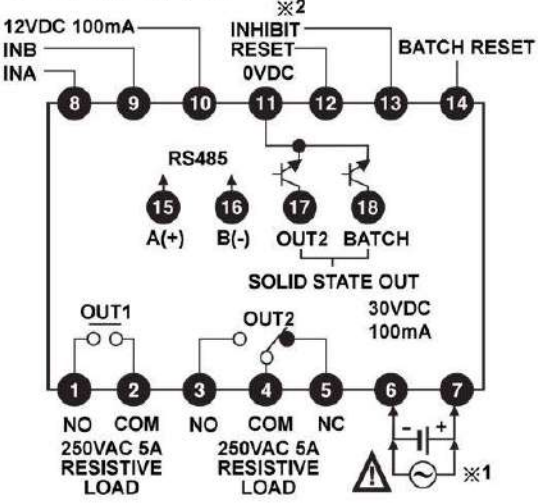 ※2
12VDC 100mA
INHIBIT
INB
RESET
BATCH RESET
INA
0VDC
8 9 10 11 12 13 14
RS485
15 16 17 18
A(+) B(-) OUT2 BATCH
SOLID STATE OUT
30VDC
100mA
OUT1
OUT2
1 2 3 4 5 6 7
NO COM NO COM NC
- +
250VAC 5A
RESISTIVE
LOAD
250VAC 5A
RESISTIVE
LOAD
! ※1